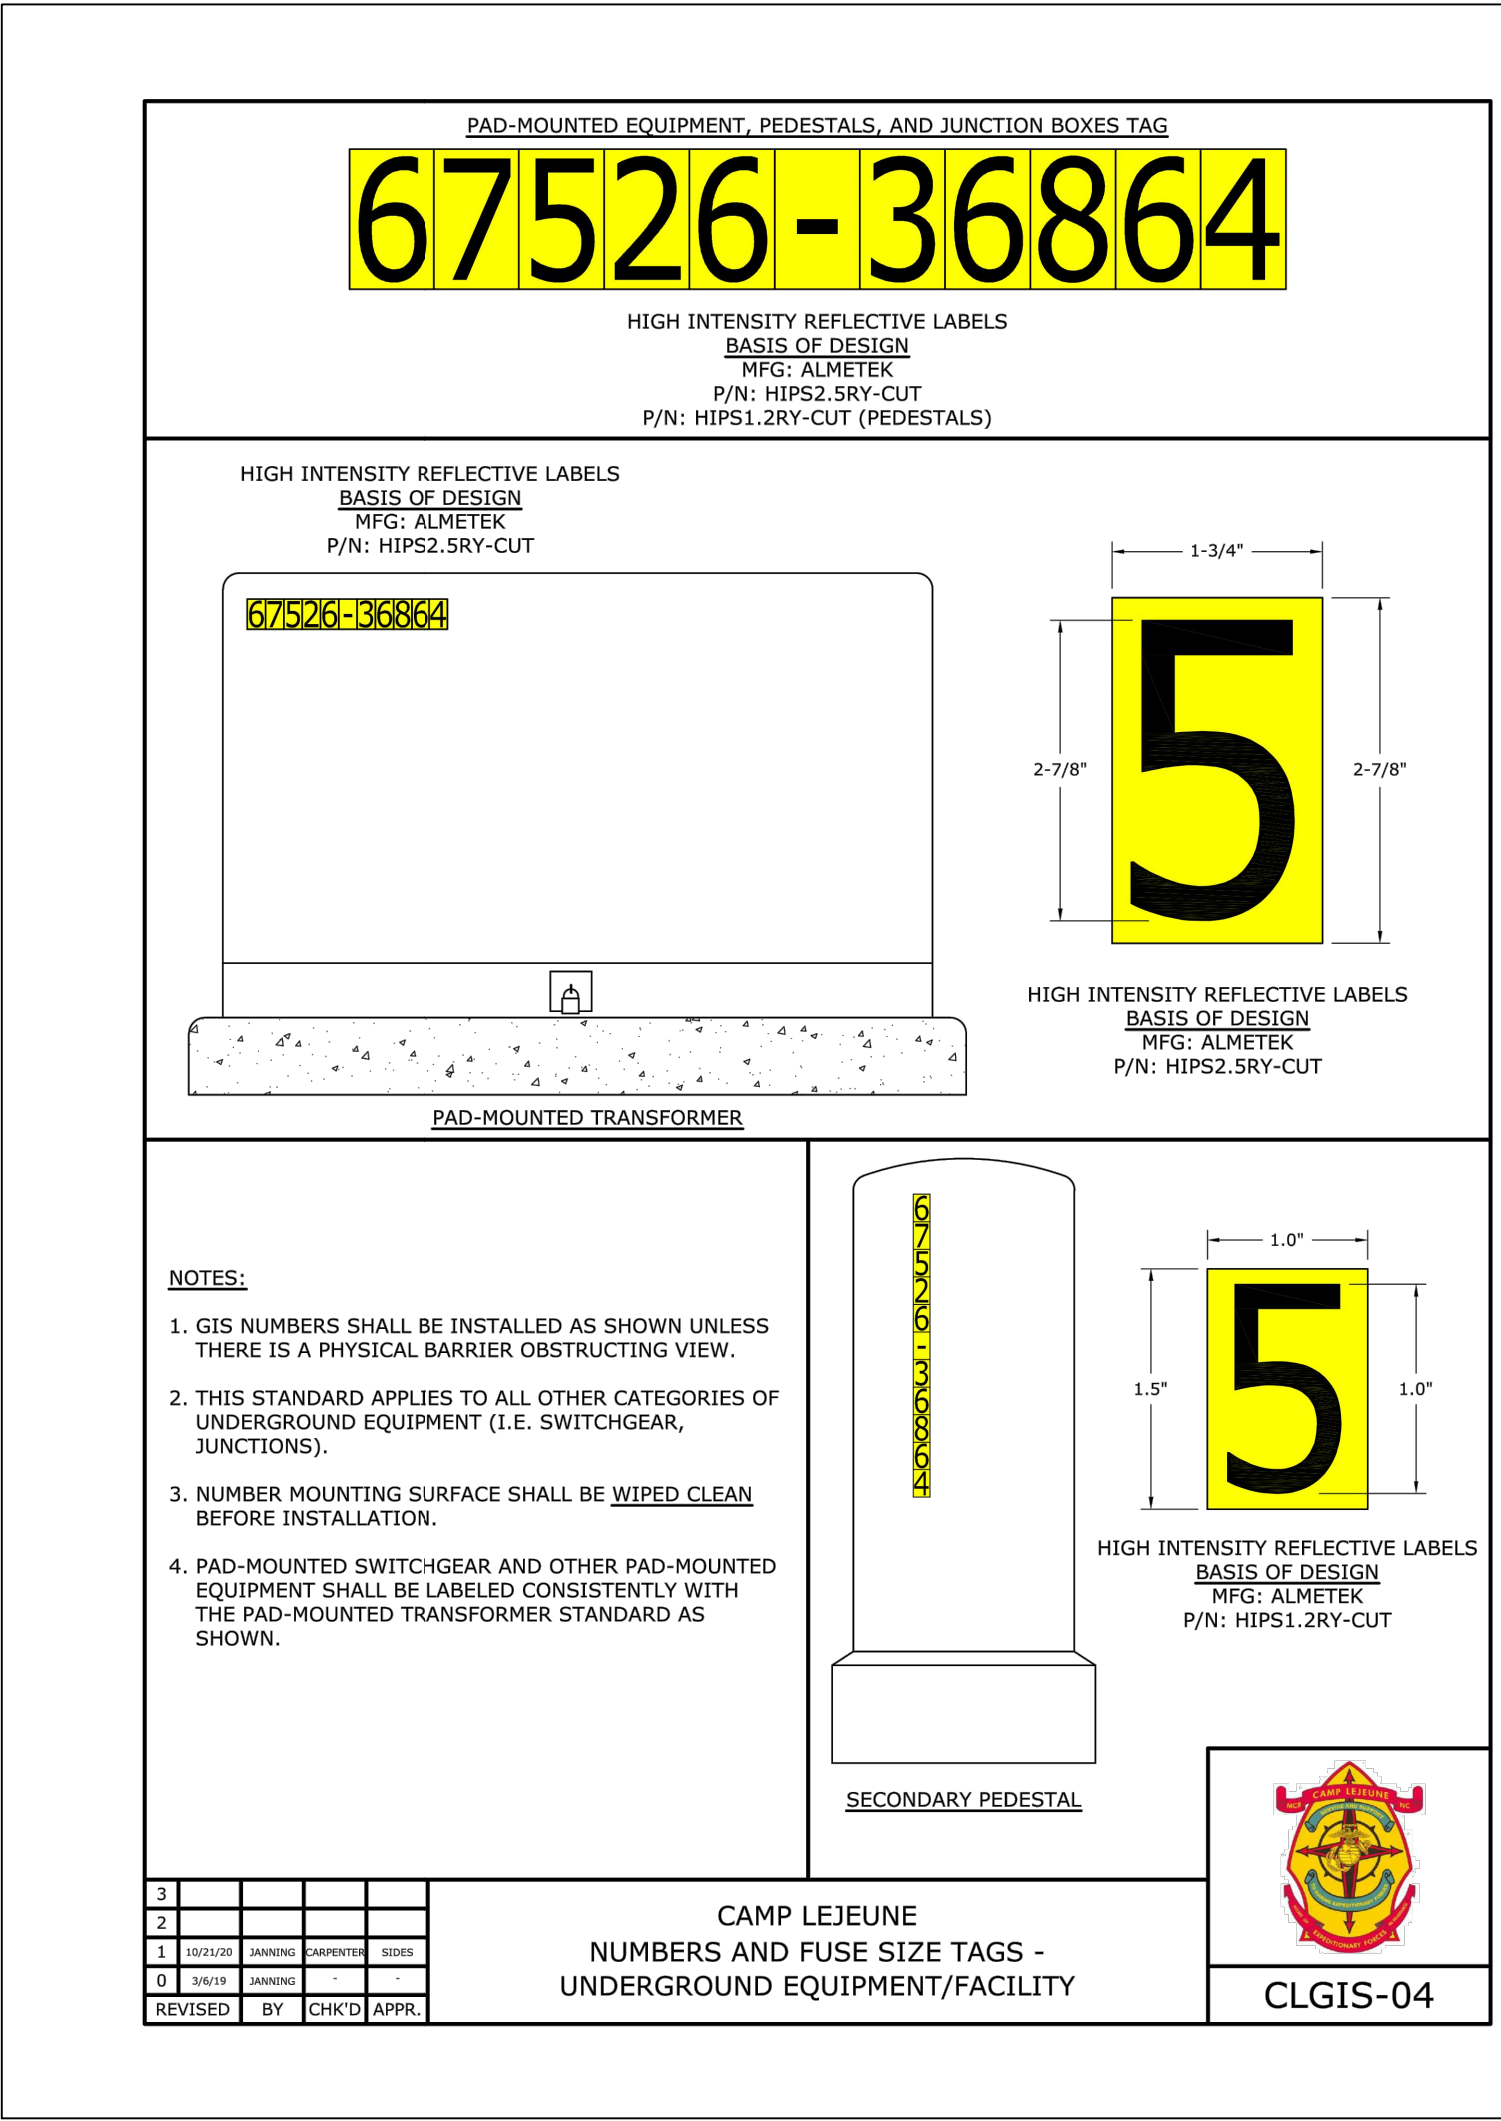 PAD-MOUNTED EQUIPMENT, PEDESTALS, AND JUNCTION BOXES TAG
67526-36864
HIGH INTENSITY REFLECTIVE LABELS
BASIS OF DESIGN
MFG: ALMETEK
P/N: HIPS2.5RY-CUT
P/N: HIPS1.2RY-CUT (PEDESTALS)
HIGH INTENSITY REFLECTIVE LABELS
BASIS OF DESIGN
MFG: ALMETEK
P/N: HIPS2.5RY-CUT
67526-36864
PAD-MOUNTED TRANSFORMER
1-3/4"
5
2-7/8"
2-7/8"
HIGH INTENSITY REFLECTIVE LABELS
BASIS OF DESIGN
MFG: ALMETEK
P/N: HIPS2.5RY-CUT
NOTES:
1. GIS NUMBERS SHALL BE INSTALLED AS SHOWN UNLESS
THERE IS A PHYSICAL BARRIER OBSTRUCTING VIEW.
2. THIS STANDARD APPLIES TO ALL OTHER CATEGORIES OF
UNDERGROUND EQUIPMENT (I.E. SWITCHGEAR,
JUNCTIONS).
3. NUMBER MOUNTING SURFACE SHALL BE WIPED CLEAN
BEFORE INSTALLATION.
4. PAD-MOUNTED SWITCHGEAR AND OTHER PAD-MOUNTED
EQUIPMENT SHALL BE LABELED CONSISTENTLY WITH
THE PAD-MOUNTED TRANSFORMER STANDARD AS
SHOWN.
67526-36864
SECONDARY PEDESTAL
1.0"
5
1.5"
1.0"
HIGH INTENSITY REFLECTIVE LABELS
BASIS OF DESIGN
MFG: ALMETEK
P/N: HIPS1.2RY-CUT
CAMP LEJEUNE
MCB
NC
SERVICE AND SUPPORT
EXPEDITIONARY FORCES
3
2
1 10/21/20 JANNING CARPENTER SIDES
0 3/6/19 JANNING - -
REVISED BY CHK'D APPR.
CAMP LEJEUNE
NUMBERS AND FUSE SIZE TAGS -
UNDERGROUND EQUIPMENT/FACILITY
CLGIS-04